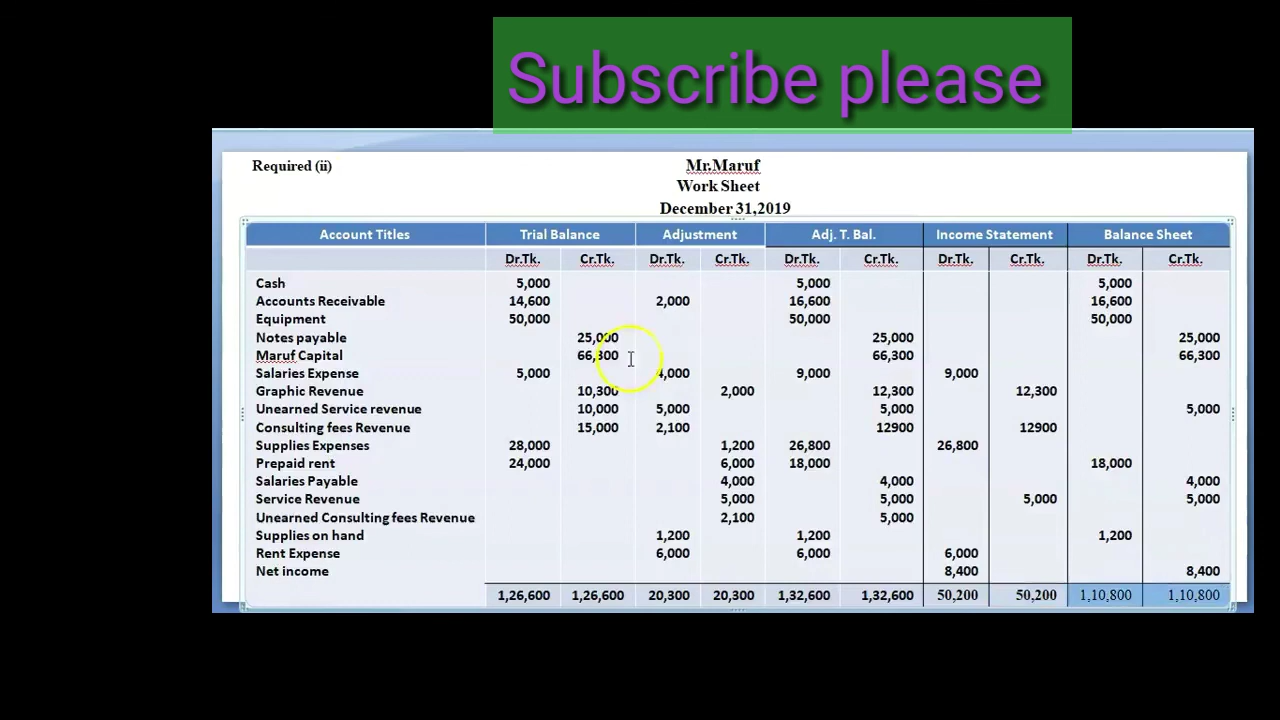 Subscribe please
Required (ii)
Mr.Maruf
Work Sheet
December 31,2019
Account Titles Trial Balance Adjustment Adj. T. Bal. Income Statement Balance Sheet
Dr.Tk. Cr.Tk. Dr.Tk. Cr.Tk. Dr.Tk. Cr.Tk. Dr.Tk. Cr.Tk. Dr.Tk. Cr.Tk.
Cash 5,000 5,000 5,000
Accounts Receivable 14,600 2,000 16,600 16,600
Equipment 50,000 50,000 50,000
Notes payable 25,000 25,000 25,000
Maruf Capital 66,300 66,300 66,300
Salaries Expense 5,000 4,000 9,000 9,000
Graphic Revenue 10,300 2,000 12,300 12,300
Unearned Service revenue 10,000 5,000 5,000 5,000
Consulting fees Revenue 15,000 2,100 12900 12900
Supplies Expenses 28,000 1,200 26,800 26,800
Prepaid rent 24,000 6,000 18,000 18,000
Salaries Payable 4,000 4,000 4,000
Service Revenue 5,000 5,000 5,000 5,000
Unearned Consulting fees Revenue 2,100 5,000
Supplies on hand 1,200 1,200 1,200
Rent Expense 6,000 6,000 6,000
Net income 8,400 8,400
1,26,600 1,26,600 20,300 20,300 1,32,600 1,32,600 50,200 50,200 1,10,800 1,10,800